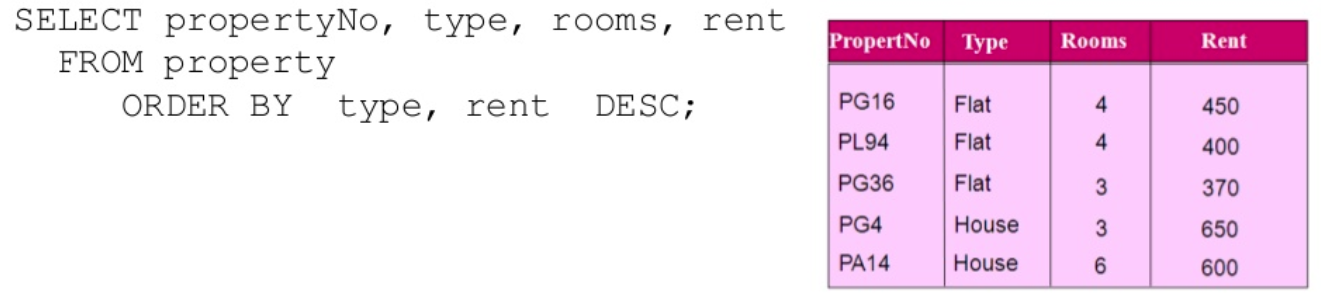 SELECT propertyNo, type, rooms, rent
FROM property
ORDER BY type, rent DESC;
PropertNo Type Rooms Rent
PG16 Flat 4 450
PL94 Flat 4 400
PG36 Flat 3 370
PG4 House 3 650
PA14 House 6 600